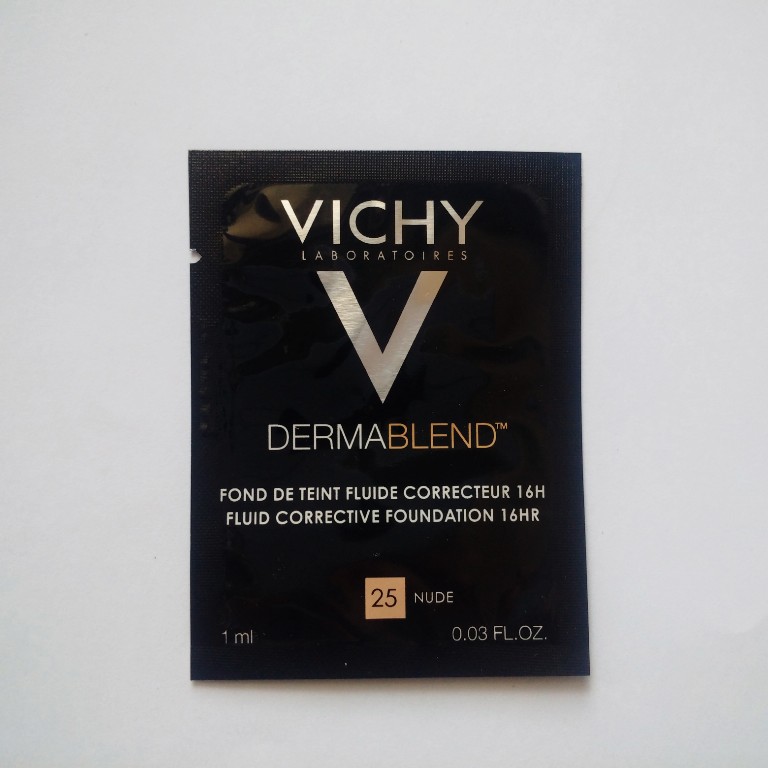 VICHY
LABORATOIRES
V
DERMABLEND™
FOND DE TEINT FLUIDE CORRECTEUR 16H
FLUID CORRECTIVE FOUNDATION 16HR
25 NUDE
1 ml 0.03 FL.OZ.